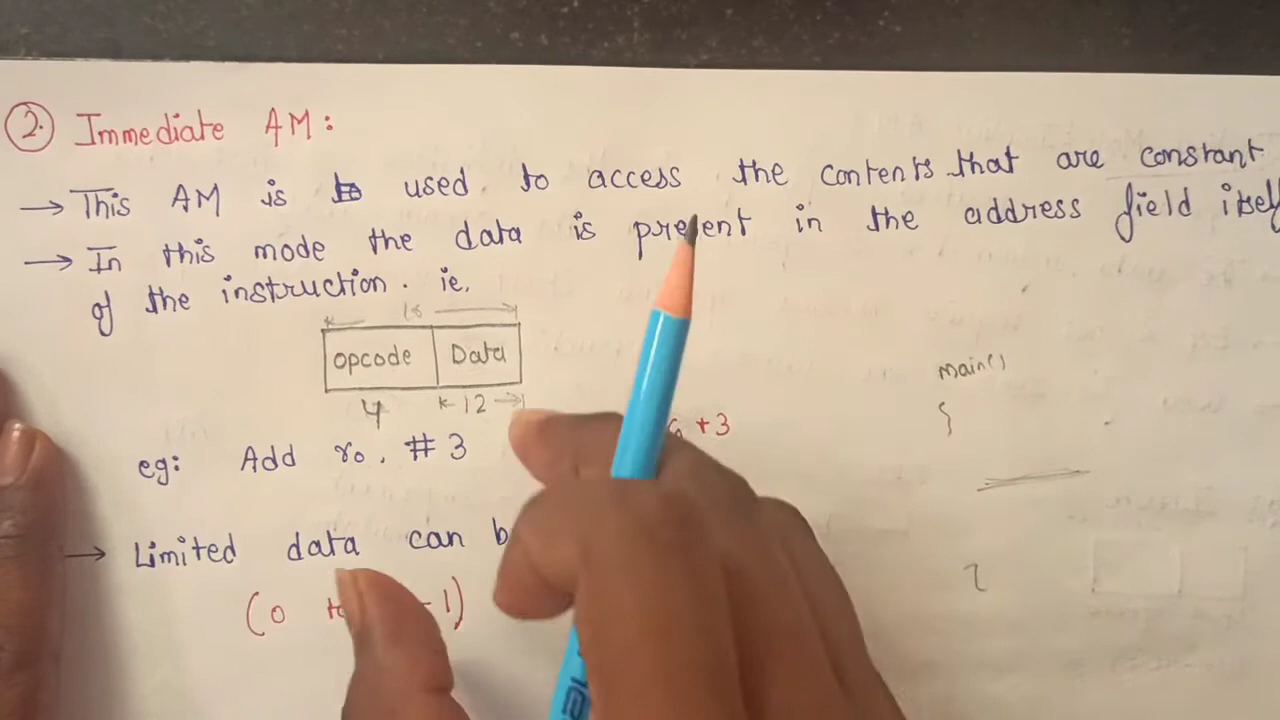 2. Immediate AM:
→ This AM is used to access the contents that are constant
→ In this mode the data is present in the address field itself
of the instruction. ie,
opcode Data
4 12
eg: Add r0, # 3
+3
→ Limited data can
(0 -1)
main()
{